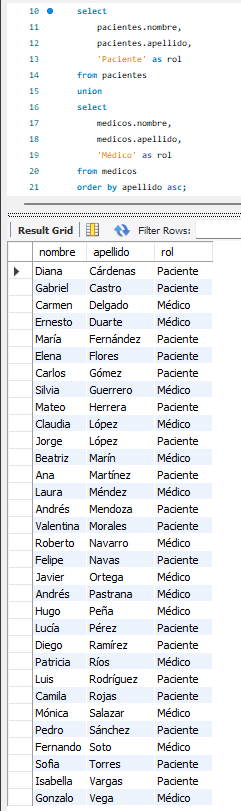 10 select
11 pacientes.nombre,
12 pacientes.apellido,
13 'Paciente' as rol
14 from pacientes
15 union
16 select
17 medicos.nombre,
18 medicos.apellido,
19 'Médico' as rol
20 from medicos
21 order by apellido asc;
Result Grid Filter Rows:
nombre apellido rol
Diana Cárdenas Paciente
Gabriel Castro Paciente
Carmen Delgado Médico
Ernesto Duarte Médico
María Fernández Paciente
Elena Flores Paciente
Carlos Gómez Paciente
Silvia Guerrero Médico
Mateo Herrera Paciente
Claudia López Médico
Jorge López Paciente
Beatriz Marín Médico
Ana Martínez Paciente
Laura Méndez Médico
Andrés Mendoza Paciente
Valentina Morales Paciente
Roberto Navarro Médico
Felipe Navas Paciente
Javier Ortega Médico
Andrés Pastrana Médico
Hugo Peña Médico
Lucía Pérez Paciente
Diego Ramírez Paciente
Patricia Ríos Médico
Luis Rodríguez Paciente
Camila Rojas Paciente
Mónica Salazar Médico
Pedro Sánchez Paciente
Fernando Soto Médico
Sofía Torres Paciente
Isabella Vargas Paciente
Gonzalo Vega Médico